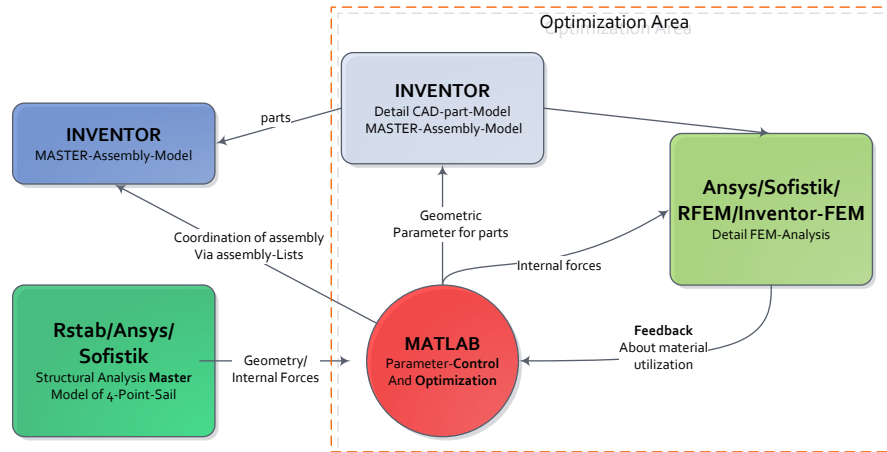 Optimization Area
INVENTOR
Detail CAD-part-Model
MASTER-Assembly-Model
parts
INVENTOR
MASTER-Assembly-Model
Ansys/Sofistik/
RFEM/Inventor-FEM
Detail FEM-Analysis
Geometric
Parameter for parts
Coordination of assembly
Via assembly-Lists
Internal forces
Rstab/Ansys/
Sofistik
Structural Analysis Master
Model of 4-Point-Sail
Geometry/
Internal Forces
MATLAB
Parameter-Control
And Optimization
Feedback
About material
utilization